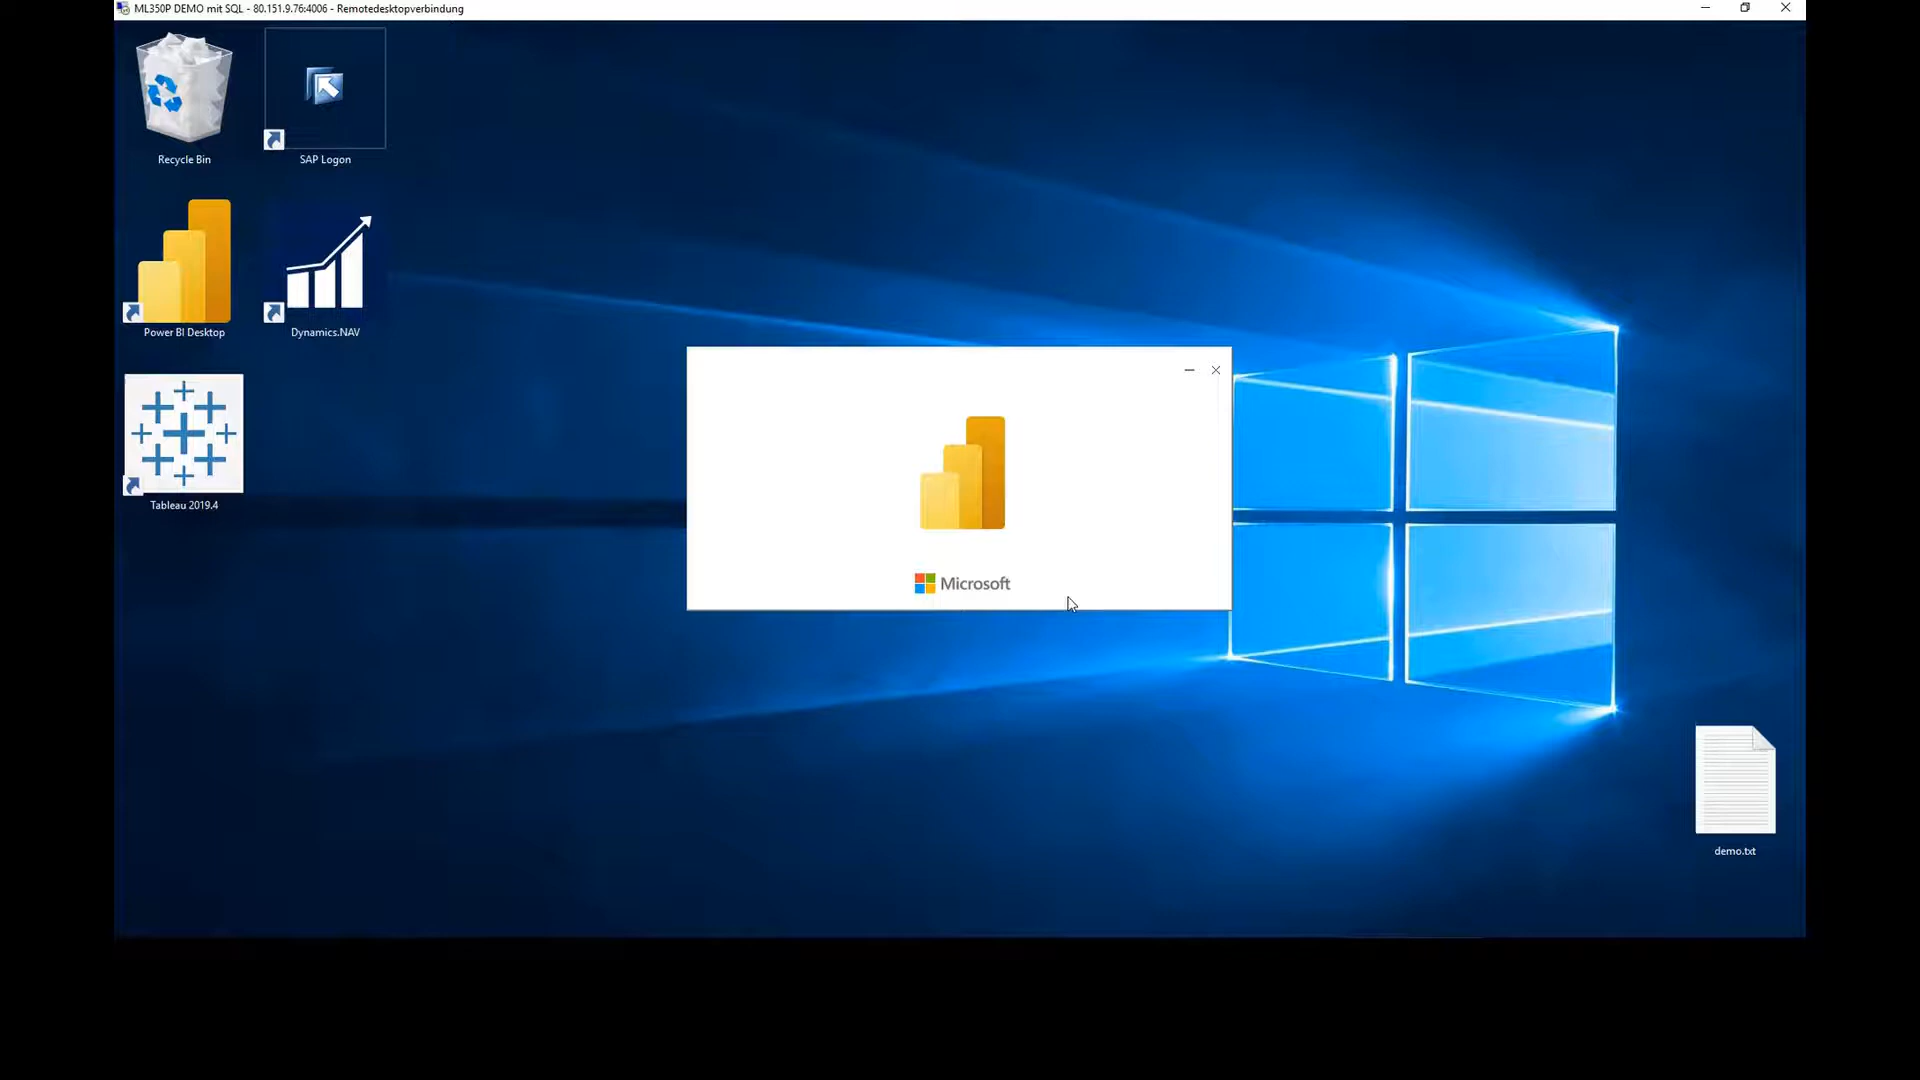 ML350P DEMO mit SQL - 80.151.9.76:4006 - Remotedesktopverbindung
Recycle Bin
SAP Logon
Power BI Desktop
Dynamics.NAV
Tableau 2019.4
Microsoft
demo.txt